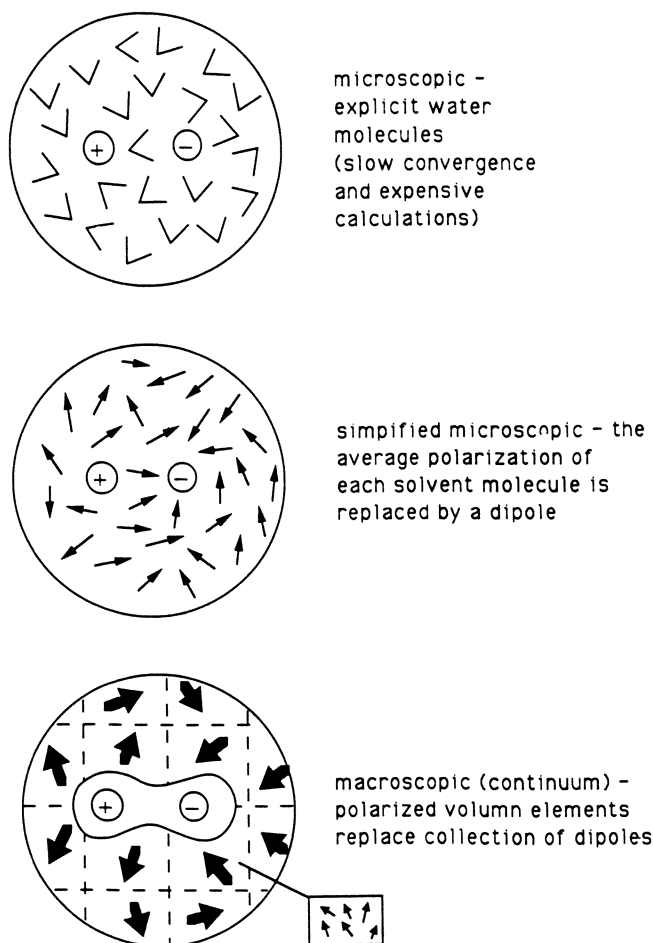 microscopic -
explicit water
molecules
(slow convergence
and expensive
calculations)
+
−
simpified microscopic - the
average polarization of
each solvent molecule is
replaced by a dipole
+
−
macroscopic (continuum) -
polarized volumn elements
replace collection of dipoles
+
−